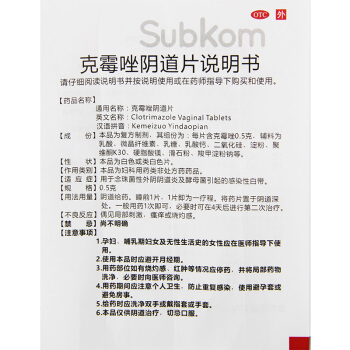 OTC 外
Subkom
克霉唑阴道片说明书
请仔细阅读说明书并按说明使用或在药师指导下购买和使用。
【药品名称】
通用名称：克霉唑阴道片
英文名称：Clotrimazole Vaginal Tablets
汉语拼音：Kemeizuo Yindaopian
【成 份】本品为复方制剂，其组份为：每片含克霉唑0.5克，辅料为
乳酸、微晶纤维素、乳糖、乳酸钙、二氧化硅、淀粉、聚
维酮K30、硬脂酸镁、滑石粉、羧甲淀粉钠等。
【性 状】本品为白色或类白色片。
【作用类别】本品为妇科用药类非处方药药品。
【适 应 症】用于念珠菌性外阴阴道炎及酵母菌引起的感染性白带。
【规 格】0.5克
【用法用量】阴道给药。睡前1片，1片即为一疗程。将药片置于阴道深
处。一般用药1次即可，必要时可在4天后进行第二次治疗。
【不良反应】偶见局部刺激，瘙痒或烧灼感。
【禁 忌】尚不明确
【注意事项】
1.孕妇、哺乳期妇女及无性生活史的女性应在医师指导下使
用。
2.使用本品时应避开月经期。
3.用药部位如有烧灼感、红肿等情况应停药，并将局部药物
洗净，必要时向医师咨询。
4.用药期间应注意个人卫生，防止重复感染，使用避孕套或
避免房事。
5.给药时应洗净双手或戴指套或手套。
6.本品仅供阴道治疗，切忌口服。